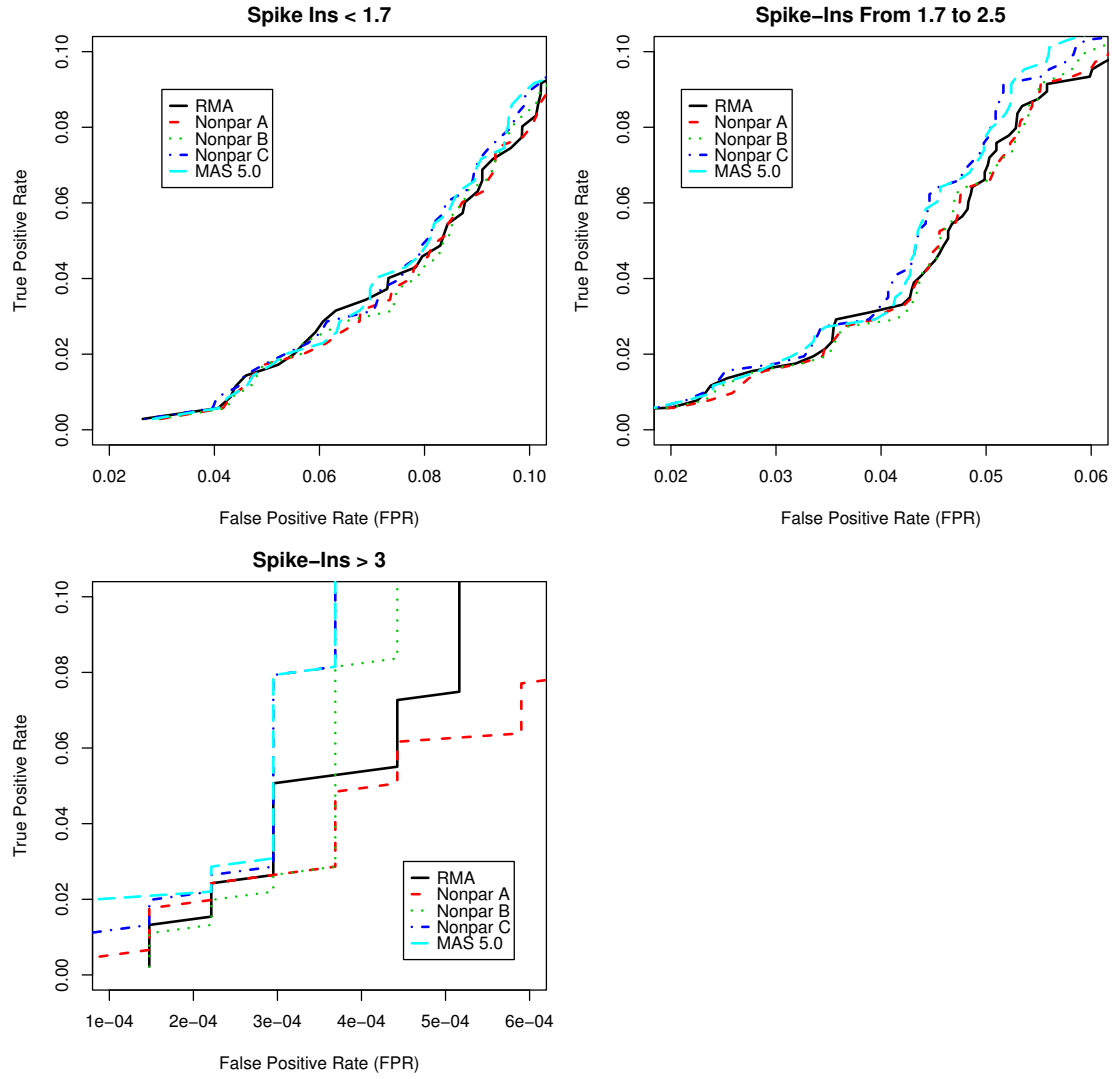 Spike Ins < 1.7
True Positive Rate
0.10
0.08
0.06
0.04
0.02
0.00
RMA
Nonpar A
Nonpar B
Nonpar C
MAS 5.0
0.02
0.04
0.06
0.08
0.10
False Positive Rate (FPR)
Spike−Ins From 1.7 to 2.5
True Positive Rate
0.10
0.08
0.06
0.04
0.02
0.00
RMA
Nonpar A
Nonpar B
Nonpar C
MAS 5.0
0.02
0.03
0.04
0.05
0.06
False Positive Rate (FPR)
Spike−Ins > 3
True Positive Rate
0.10
0.08
0.06
0.04
0.02
0.00
RMA
Nonpar A
Nonpar B
Nonpar C
MAS 5.0
1e−04
2e−04
3e−04
4e−04
5e−04
6e−04
False Positive Rate (FPR)